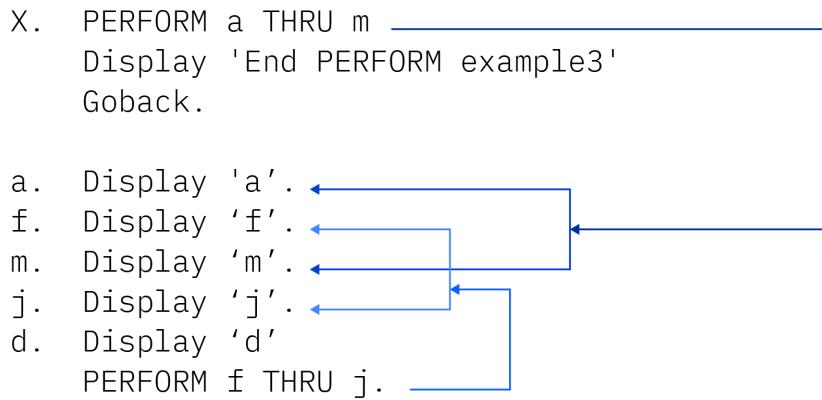 X. PERFORM a THRU m
Display 'End PERFORM example3'
Goback.
a. Display 'a’.
f. Display ‘f’.
m. Display ‘m’.
j. Display ‘j’.
d. Display ‘d’
PERFORM f THRU j.